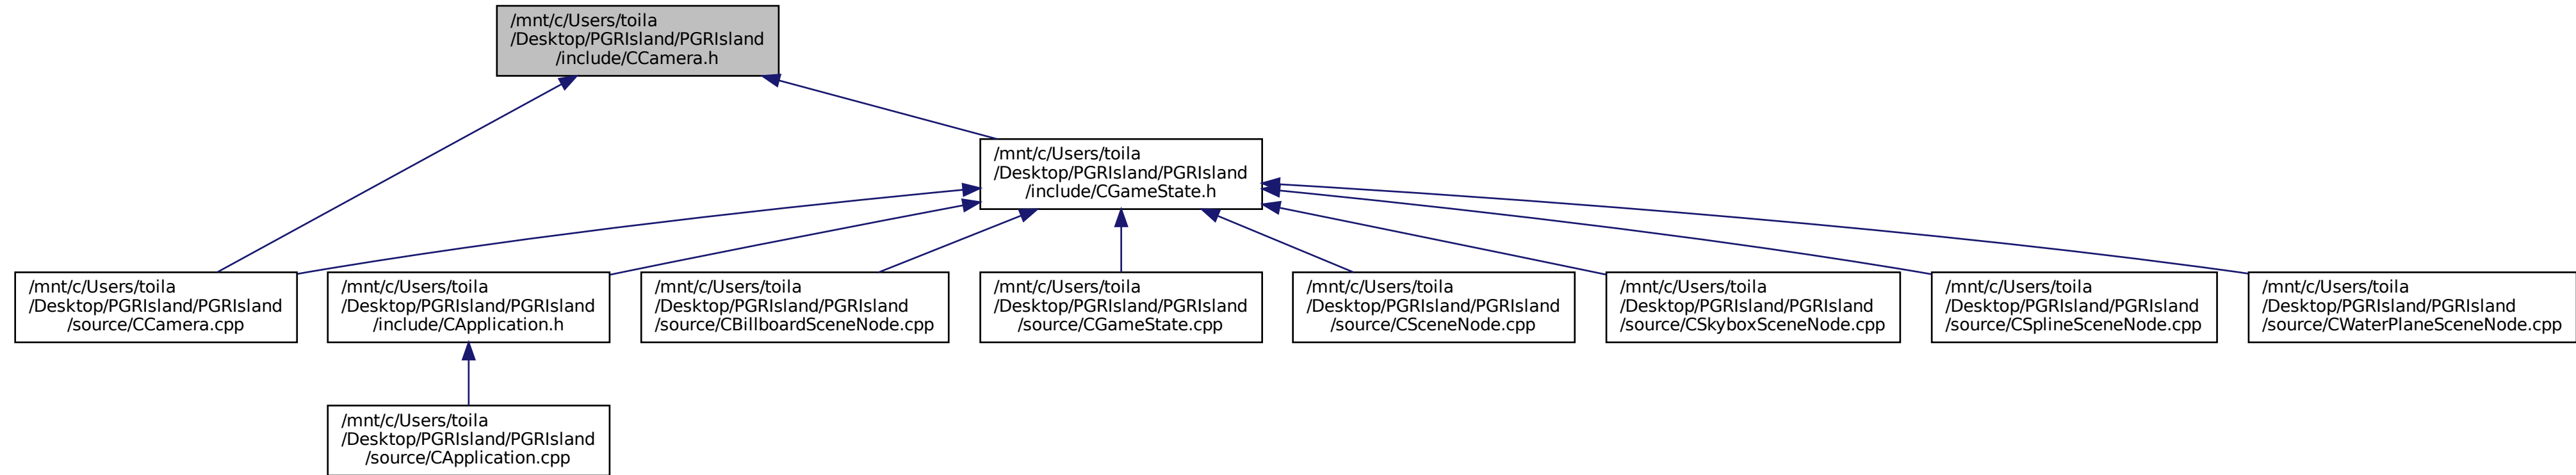 /mnt/c/Users/toila
/Desktop/PGRIsland/PGRIsland
/include/CCamera.h
/mnt/c/Users/toila
/Desktop/PGRIsland/PGRIsland
/include/CGameState.h
/mnt/c/Users/toila
/Desktop/PGRIsland/PGRIsland
/source/CCamera.cpp
/mnt/c/Users/toila
/Desktop/PGRIsland/PGRIsland
/include/CApplication.h
/mnt/c/Users/toila
/Desktop/PGRIsland/PGRIsland
/source/CBillboardSceneNode.cpp
/mnt/c/Users/toila
/Desktop/PGRIsland/PGRIsland
/source/CGameState.cpp
/mnt/c/Users/toila
/Desktop/PGRIsland/PGRIsland
/source/CSceneNode.cpp
/mnt/c/Users/toila
/Desktop/PGRIsland/PGRIsland
/source/CSkyboxSceneNode.cpp
/mnt/c/Users/toila
/Desktop/PGRIsland/PGRIsland
/source/CSplineSceneNode.cpp
/mnt/c/Users/toila
/Desktop/PGRIsland/PGRIsland
/source/CWaterPlaneSceneNode.cpp
/mnt/c/Users/toila
/Desktop/PGRIsland/PGRIsland
/source/CApplication.cpp